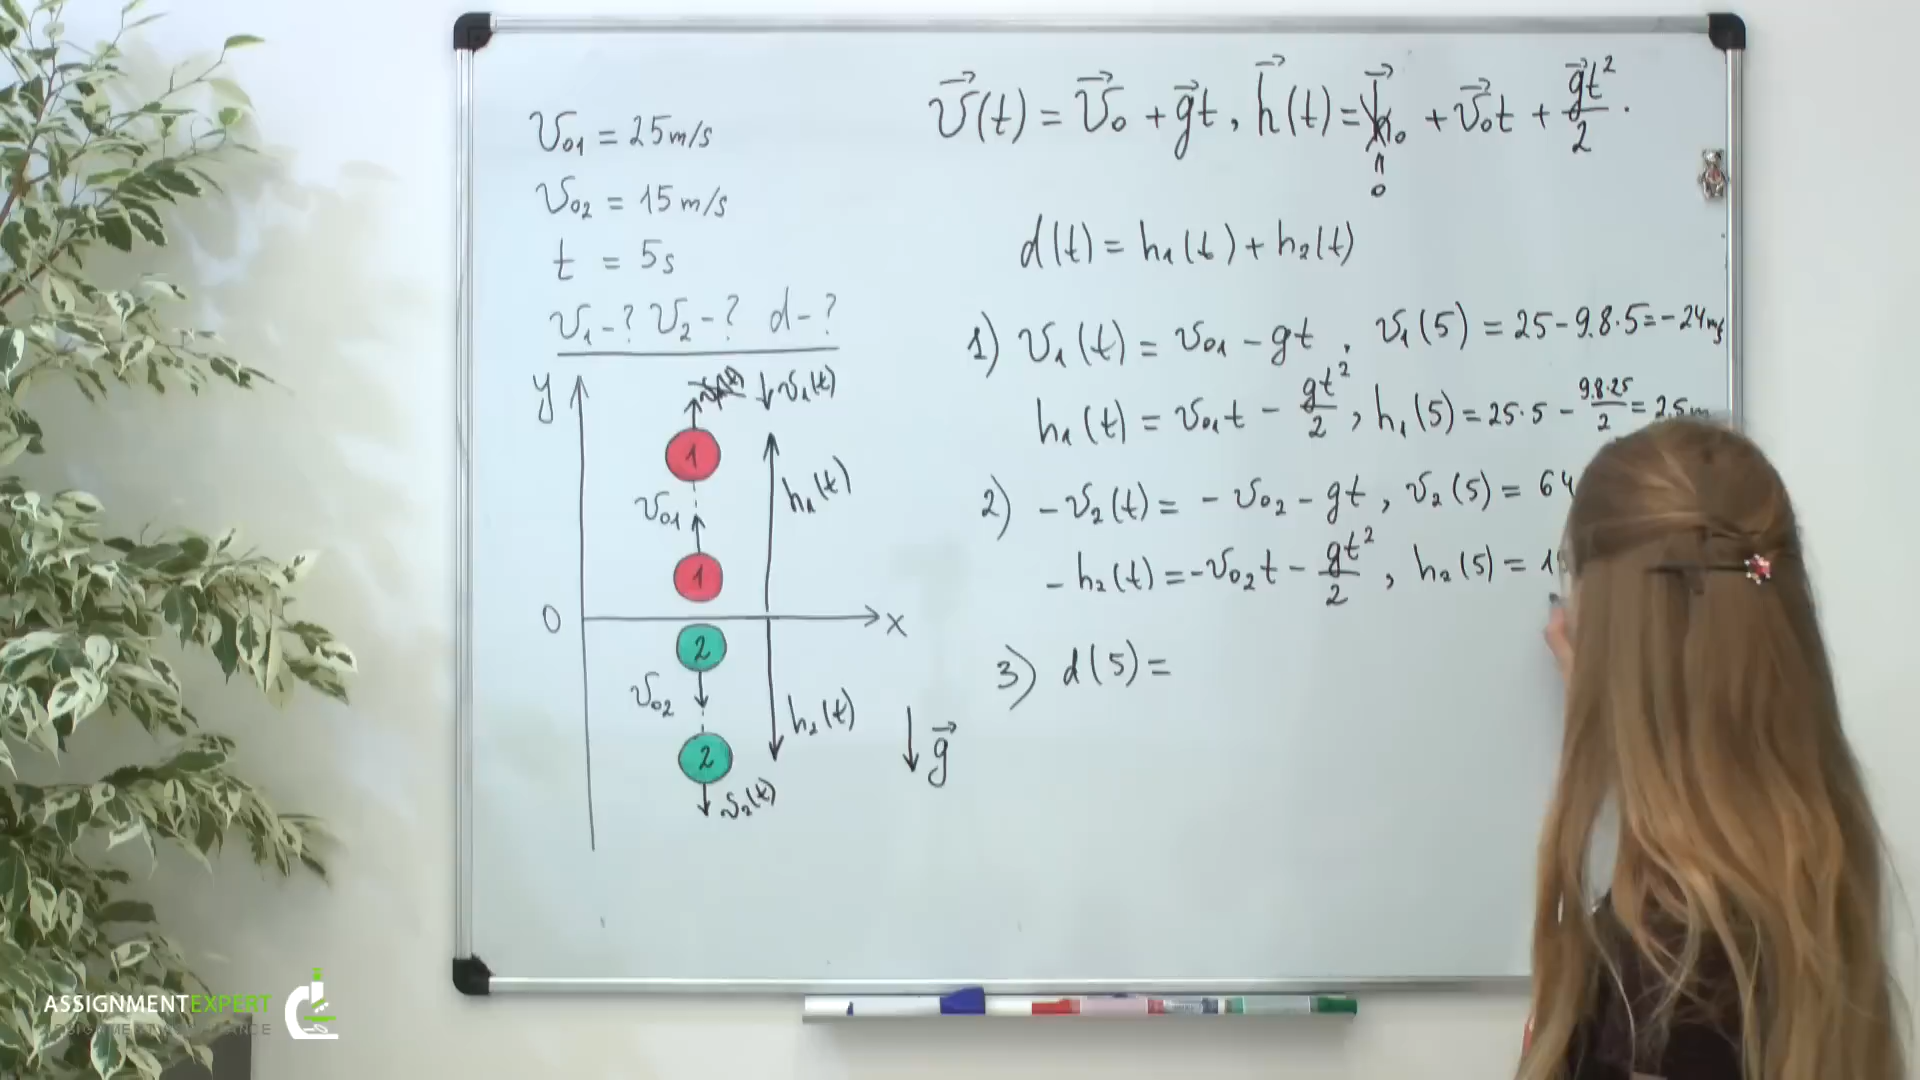 V₀₁ = 25 m/s
V₀₂ = 15 m/s
t = 5s
V₁ - ? V₂ - ? d - ?
y
v₁(t)
1
h₁(t)
V₀₁
1
0
x
2
V₀₂
h₂(t)
2
v₂(t)
g⃗
v⃗(t) = v⃗₀ + g⃗t, h⃗(t) = h⃗₀ + v⃗₀t + g⃗t²/2.
0
d(t) = h₁(t) + h₂(t)
1) v₁(t) = v₀₁ - gt, v₁(5) = 25 - 9.8·5 = -24 m/s
h₁(t) = v₀₁t - gt²/2, h₁(5) = 25·5 - 9.8·25/2 = 2.5m
2) -v₂(t) = -v₀₂ - gt, v₂(5) = 64
-h₂(t) = -v₀₂t - gt²/2, h₂(5) = 1
3) d(5) =
ASSIGNMENTEXPERT